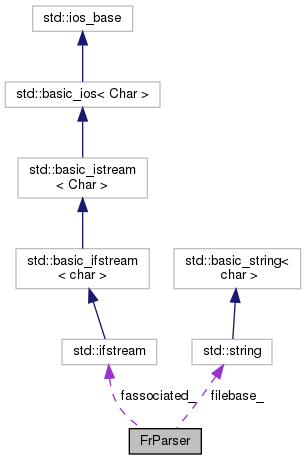 std::ios_base
std::basic_ios< Char >
std::basic_istream
< Char >
std::basic_ifstream
< char >
std::basic_string<
char >
std::ifstream
std::string
fassociated_
filebase_
FrParser